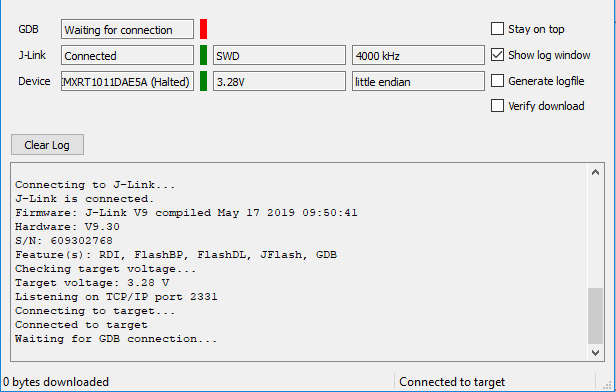 GDB Waiting for connection Stay on top
J-Link Connected SWD 4000 kHz Show log window
Device MXRT1011DAE5A (Halted) 3.28V little endian Generate logfile
Verify download
Clear Log
Connecting to J-Link...
J-Link is connected.
Firmware: J-Link V9 compiled May 17 2019 09:50:41
Hardware: V9.30
S/N: 609302768
Feature(s): RDI, FlashBP, FlashDL, JFlash, GDB
Checking target voltage...
Target voltage: 3.28 V
Listening on TCP/IP port 2331
Connecting to target...
Connected to target
Waiting for GDB connection...
0 bytes downloaded Connected to target